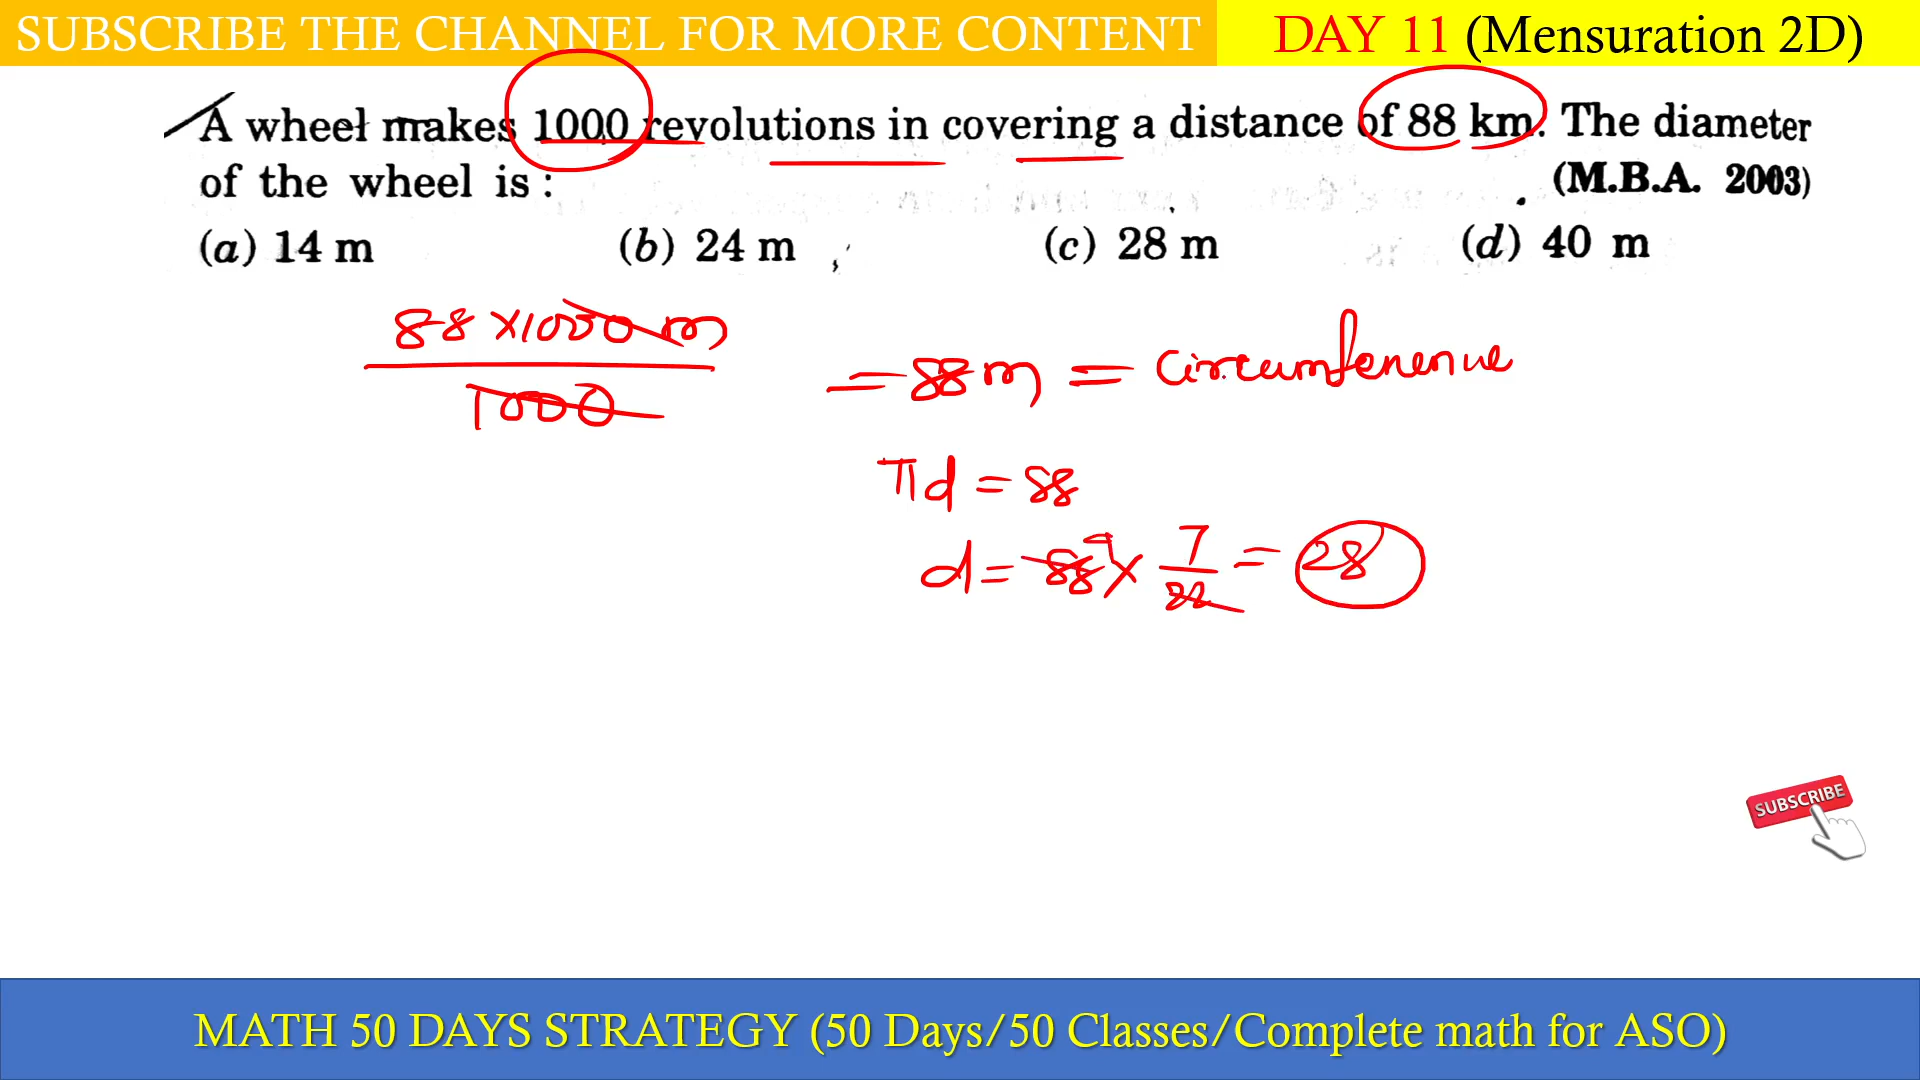 SUBSCRIBE THE CHANNEL FOR MORE CONTENT
DAY 11 (Mensuration 2D)
A wheel makes 1000 revolutions in covering a distance of 88 km. The diameter
of the wheel is : (M.B.A. 2003)
(a) 14 m (b) 24 m (c) 28 m (d) 40 m
88 ×1000 m
1000
= 88 m = circumference
πd = 88
d = 88 4 × 7/22 = 28
SUBSCRIBE
MATH 50 DAYS STRATEGY (50 Days/50 Classes/Complete math for ASO)